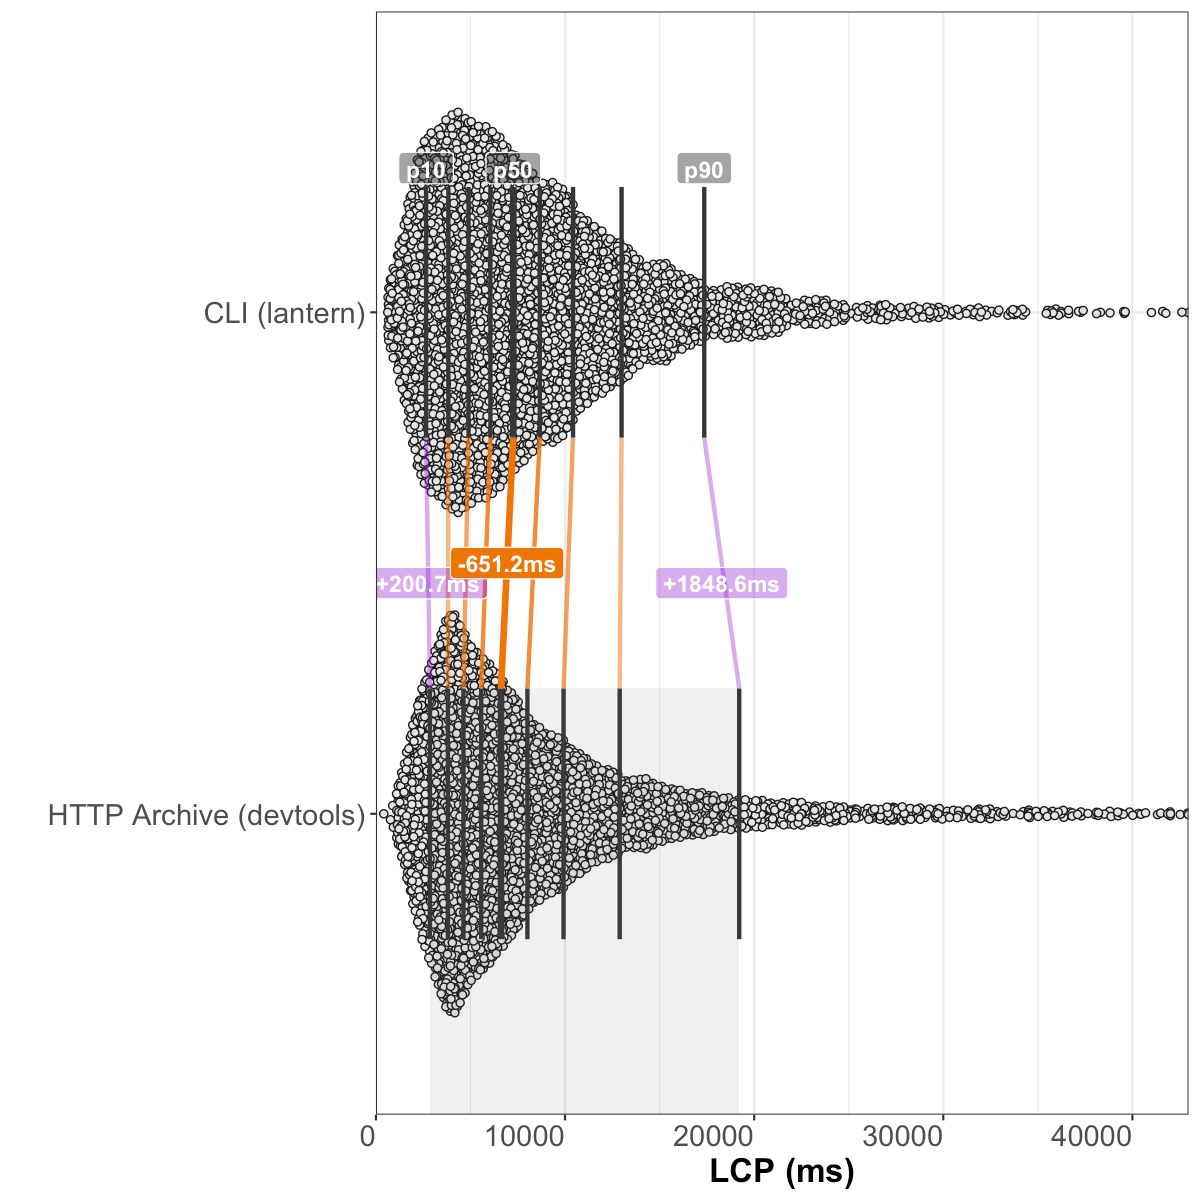 p10 p50 p90
CLI (lantern)
-651.2ms
+200.7ms +1848.6ms
HTTP Archive (devtools)
0 10000 20000 30000 40000
LCP (ms)